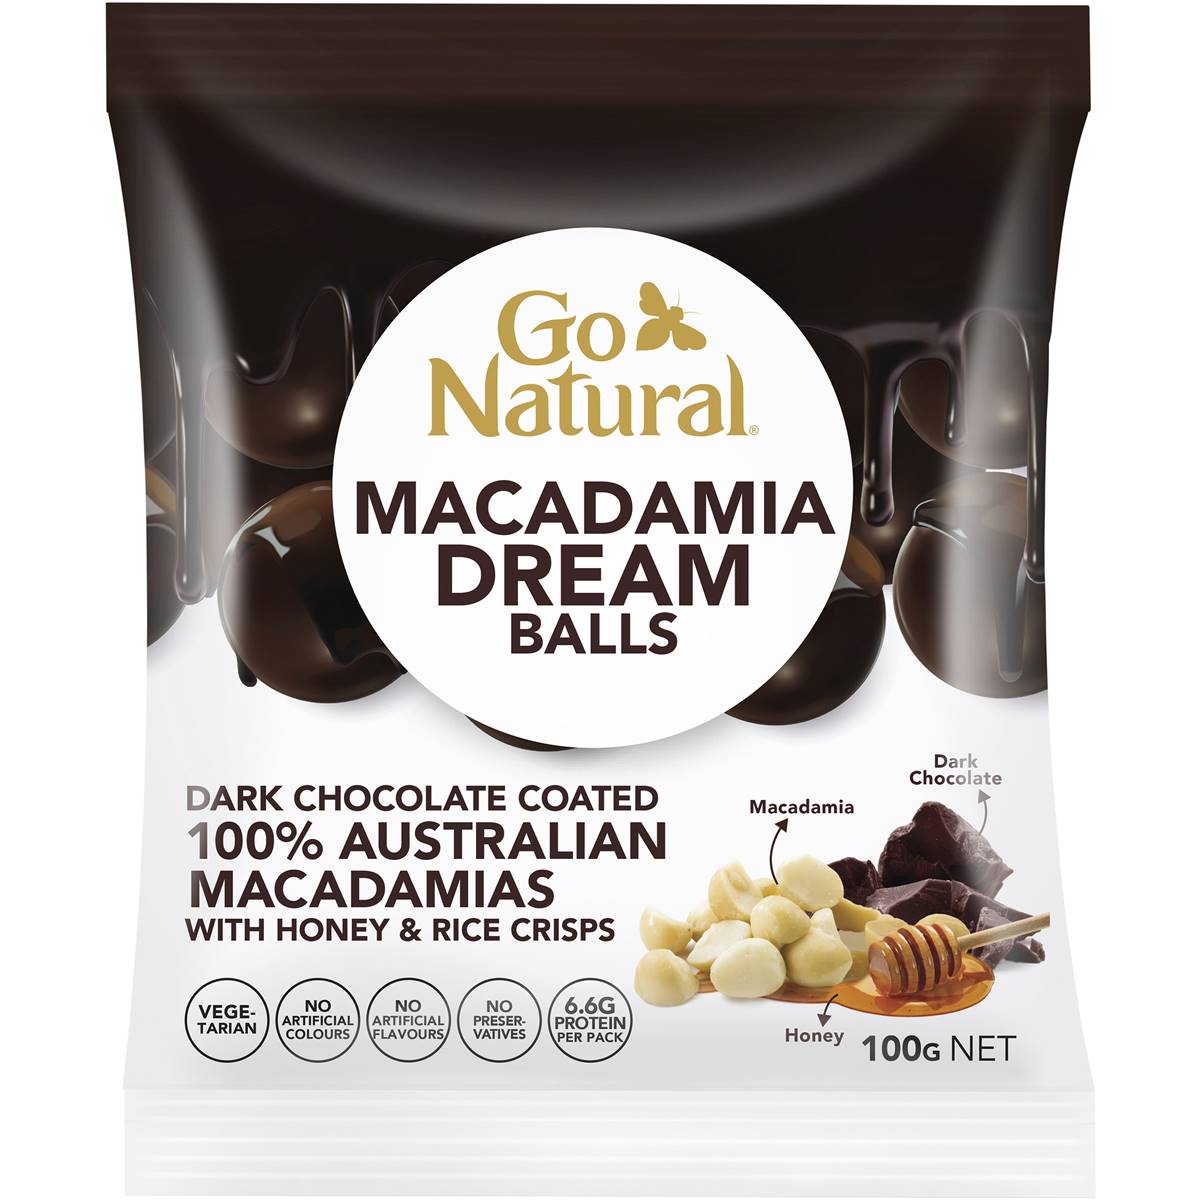 Go
Natural®
MACADAMIA
DREAM
BALLS
DARK CHOCOLATE COATED
100% AUSTRALIAN
MACADAMIAS
WITH HONEY & RICE CRISPS
Macadamia
Dark
Chocolate
Honey
VEGE-
TARIAN
NO
ARTIFICIAL
COLOURS
NO
ARTIFICIAL
FLAVOURS
NO
PRESER-
VATIVES
6.6G
PROTEIN
PER PACK
100G NET